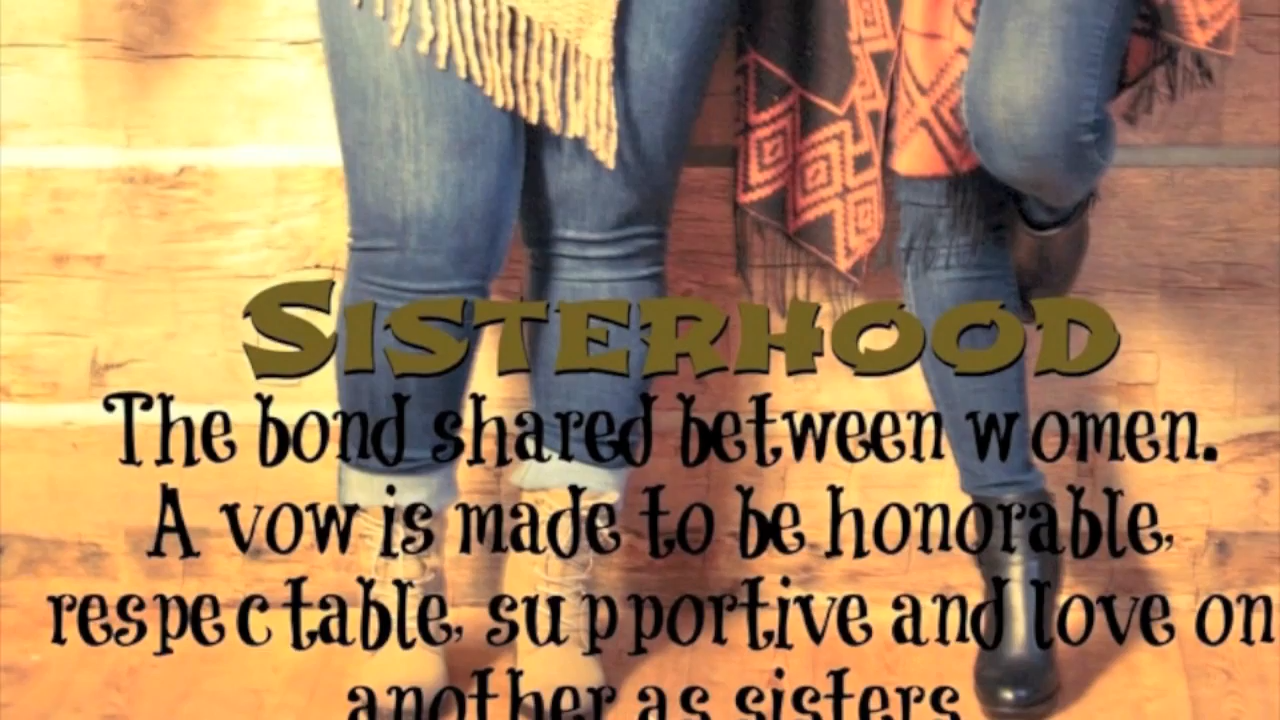 SISTERHOOD
The bond shared between women.
A vow is made to be honorable,
respectable, supportive and love on
another as sisters